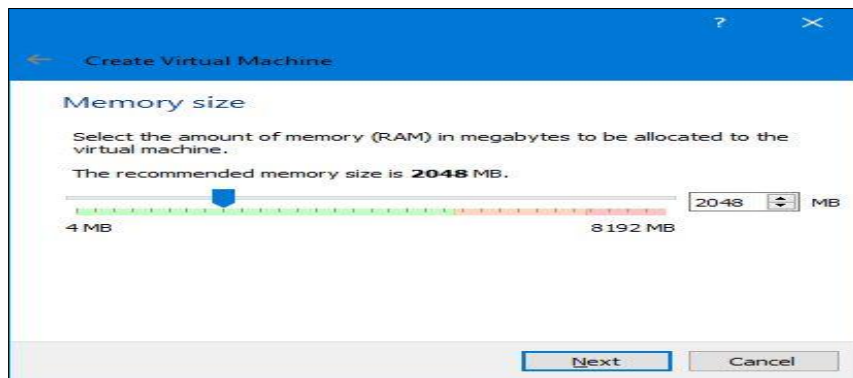 ?
Create Virtual Machine
Memory size
Select the amount of memory (RAM) in megabytes to be allocated to the
virtual machine.
The recommended memory size is 2048 MB.
2048 MB
4 MB 8192 MB
Next Cancel